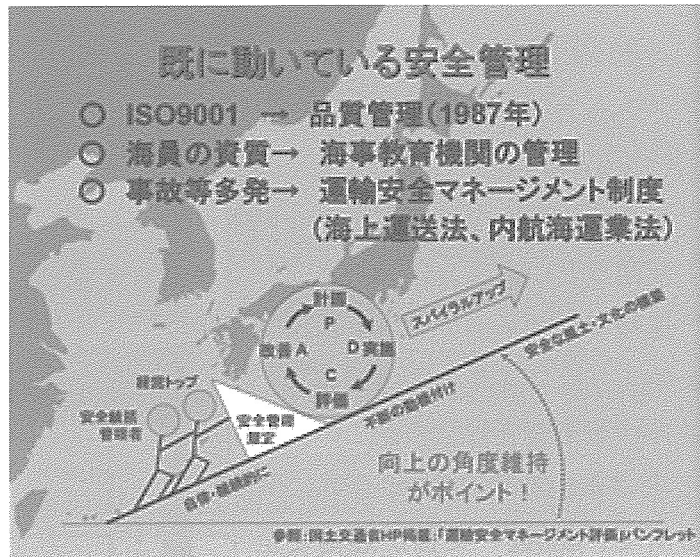 既に動いている安全管理
○ ISO9001 → 品質管理(1987年)
○ 海員の資質→ 海事教育機関の管理
○ 事故等多発→ 運輸安全マネージメント制度
(海上運送法、内航海運業法)
計画
P
改善 A
D 実施
C
評価
スパイラルアップ
安全な風土・文化の構築
不断の動機付け
経営トップ
安全統括
管理者
安全管理
規定
自律・継続的に
向上の角度維持
がポイント!
参照:国土交通省HP掲載:「運輸安全マネージメント評価」パンフレット